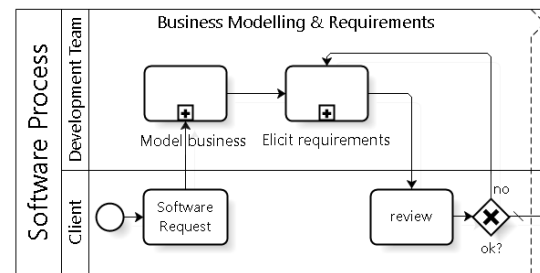 Software Process
Development Team
Client
Business Modelling & Requirements
Model business
Elicit requirements
Software
Request
review
no
ok?